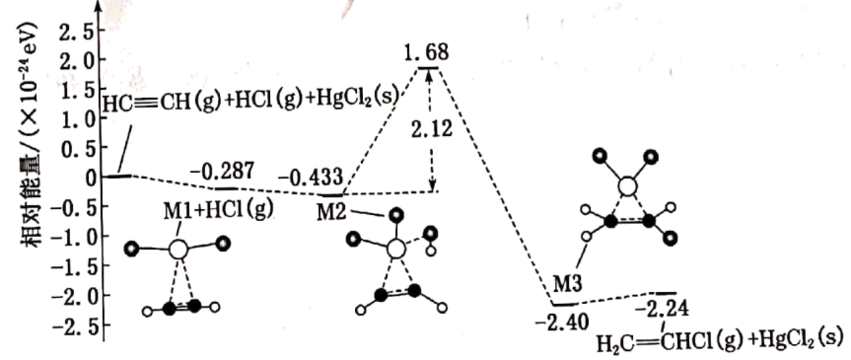 相对能量/(×10⁻²⁴eV)
2.5
2.0
1.5
1.0
0.5
0
-0.5
-1.0
-1.5
-2.0
-2.5
HC≡CH(g)+HCl(g)+HgCl₂(s)
-0.287
M1+HCl(g)
-0.433
M2
1.68
2.12
M3
-2.40
-2.24
H₂C=CHCl(g)+HgCl₂(s)